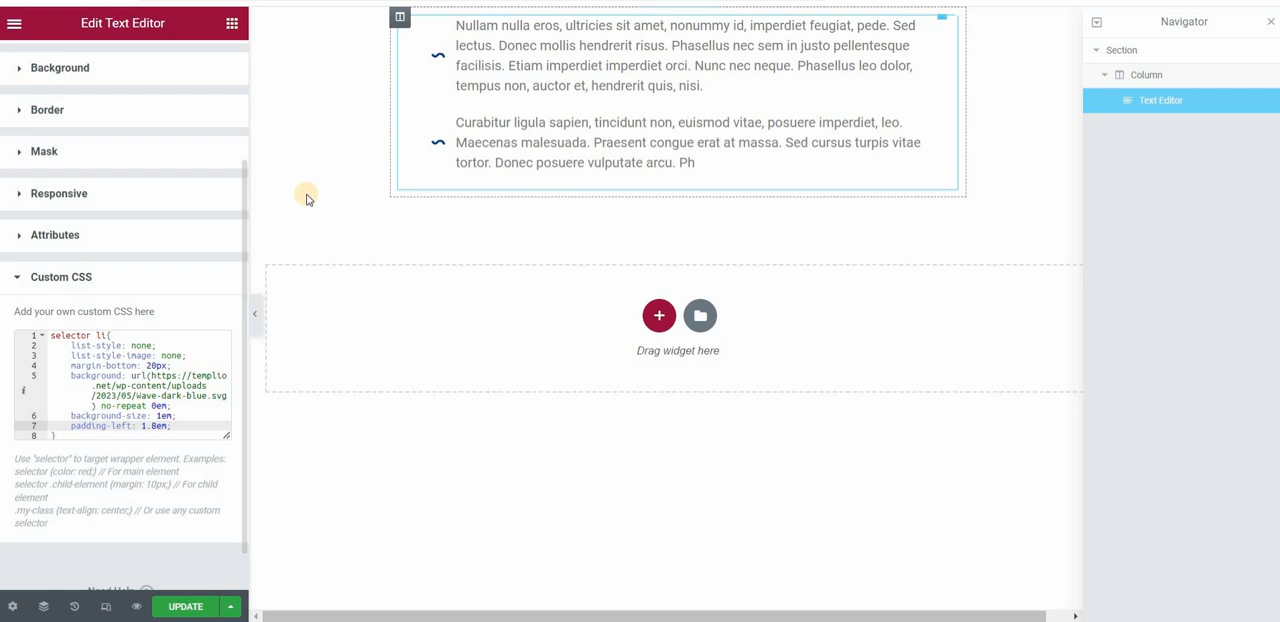 Edit Text Editor
Background
Border
Mask
Responsive
Attributes
Custom CSS
Add your own custom CSS here
1 selector li{
2 list-style: none;
3 list-style-image: none;
4 margin-bottom: 20px;
5 background: url(https://templio
.net/wp-content/uploads
/2023/05/Wave-dark-blue.svg
) no-repeat 0em;
6 background-size: 1em;
7 padding-left: 1.8em;
8 }
Use "selector" to target wrapper element. Examples:
selector {color: red;} // For main element
selector .child-element {margin: 10px;} // For child
element
.my-class {text-align: center;} // Or use any custom
selector
Need Help
UPDATE
Nullam nulla eros, ultricies sit amet, nonummy id, imperdiet feugiat, pede. Sed
lectus. Donec mollis hendrerit risus. Phasellus nec sem in justo pellentesque
facilisis. Etiam imperdiet imperdiet orci. Nunc nec neque. Phasellus leo dolor,
tempus non, auctor et, hendrerit quis, nisi.
Curabitur ligula sapien, tincidunt non, euismod vitae, posuere imperdiet, leo.
Maecenas malesuada. Praesent congue erat at massa. Sed cursus turpis vitae
tortor. Donec posuere vulputate arcu. Ph
Drag widget here
Navigator
Section
Column
Text Editor